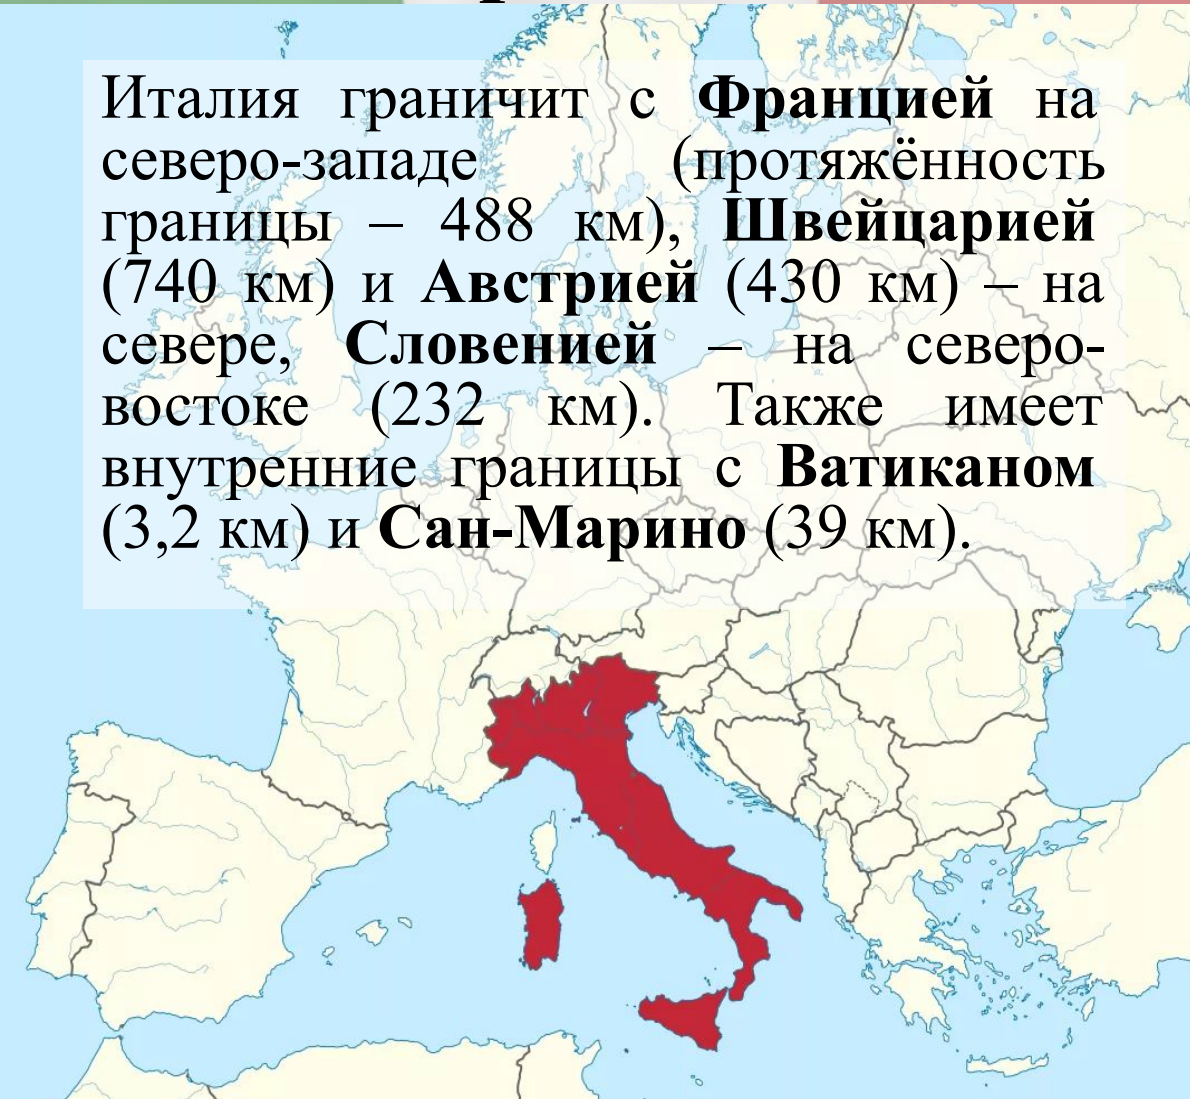 Италия граничит с Францией на
северо-западе (протяжённость
границы – 488 км), Швейцарией
(740 км) и Австрией (430 км) – на
севере, Словенией – на северо-
востоке (232 км). Также имеет
внутренние границы с Ватиканом
(3,2 км) и Сан-Марино (39 км).